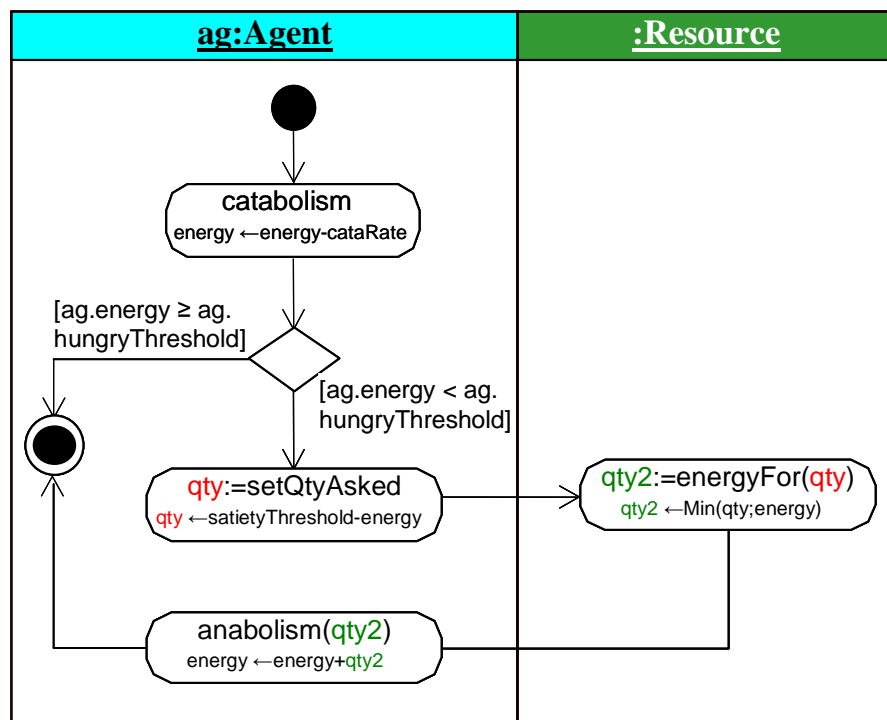 ag:Agent
:Resource
catabolism
energy ←energy-cataRate
[ag.energy ≥ ag.
hungryThreshold]
[ag.energy < ag.
hungryThreshold]
qty:=setQtyAsked
qty ←satietyThreshold-energy
qty2:=energyFor(qty)
qty2 ←Min(qty;energy)
anabolism(qty2)
energy ←energy+qty2